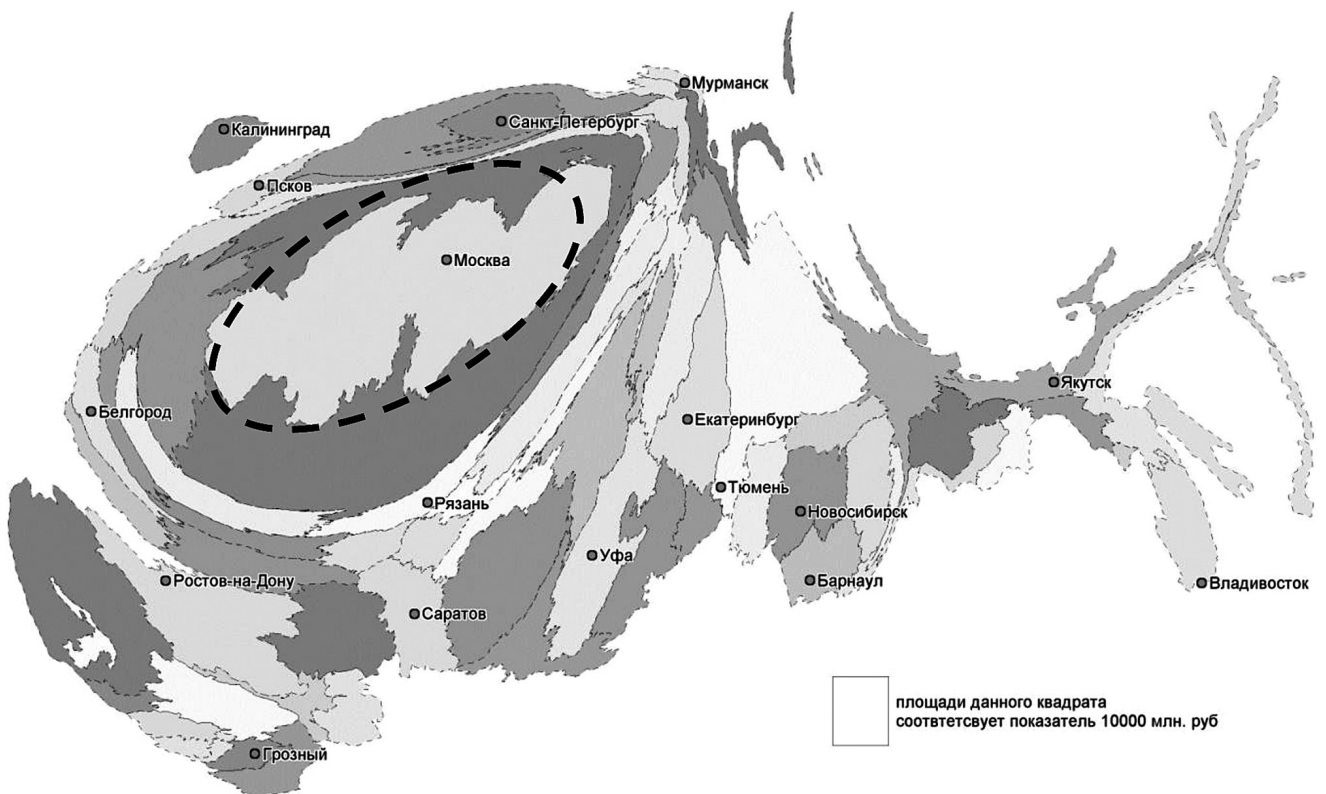 Мурманск
Санкт-Петербург
Калининград
Псков
Москва
Якутск
Белгород
Екатеринбург
Тюмень
Рязань
Новосибирск
Уфа
Барнаул
Ростов-на-Дону
Владивосток
Саратов
площади данного квадрата
соотвтетсвует показатель 10000 млн. руб
Грозный